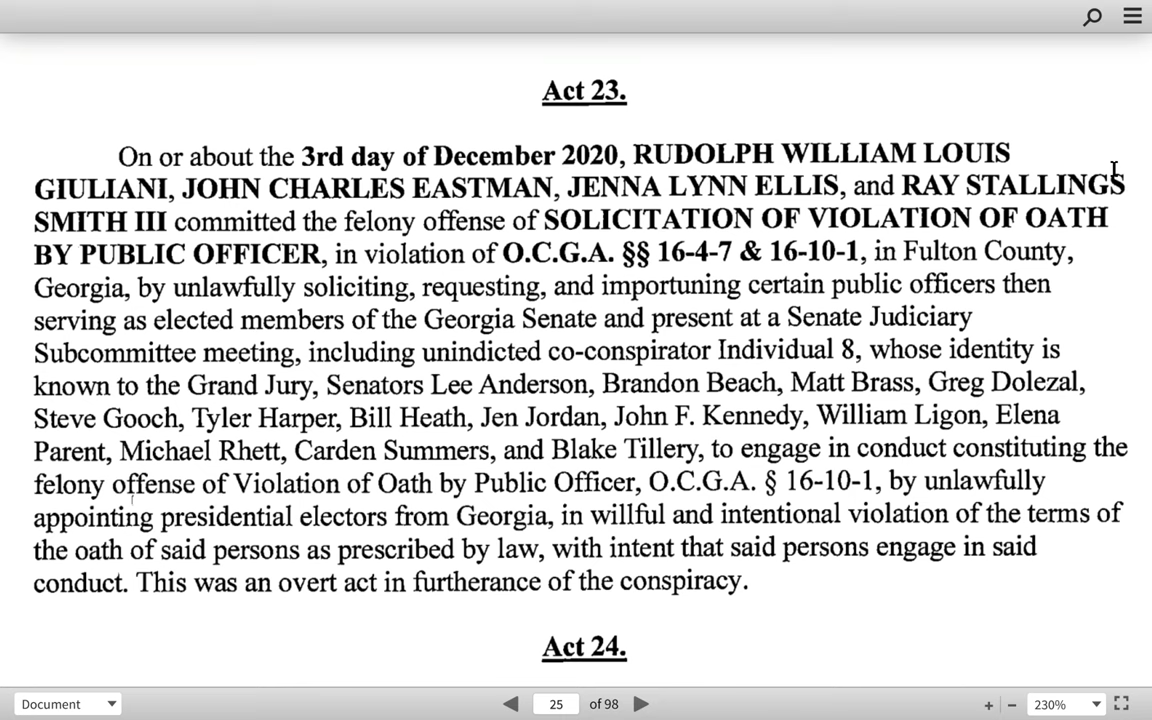 Act 23.
On or about the 3rd day of December 2020, RUDOLPH WILLIAM LOUIS
GIULIANI, JOHN CHARLES EASTMAN, JENNA LYNN ELLIS, and RAY STALLINGS
SMITH III committed the felony offense of SOLICITATION OF VIOLATION OF OATH
BY PUBLIC OFFICER, in violation of O.C.G.A. §§ 16-4-7 & 16-10-1, in Fulton County,
Georgia, by unlawfully soliciting, requesting, and importuning certain public officers then
serving as elected members of the Georgia Senate and present at a Senate Judiciary
Subcommittee meeting, including unindicted co-conspirator Individual 8, whose identity is
known to the Grand Jury, Senators Lee Anderson, Brandon Beach, Matt Brass, Greg Dolezal,
Steve Gooch, Tyler Harper, Bill Heath, Jen Jordan, John F. Kennedy, William Ligon, Elena
Parent, Michael Rhett, Carden Summers, and Blake Tillery, to engage in conduct constituting the
felony offense of Violation of Oath by Public Officer, O.C.G.A. § 16-10-1, by unlawfully
appointing presidential electors from Georgia, in willful and intentional violation of the terms of
the oath of said persons as prescribed by law, with intent that said persons engage in said
conduct. This was an overt act in furtherance of the conspiracy.
Act 24.
Document 25 of 98 + − 230%